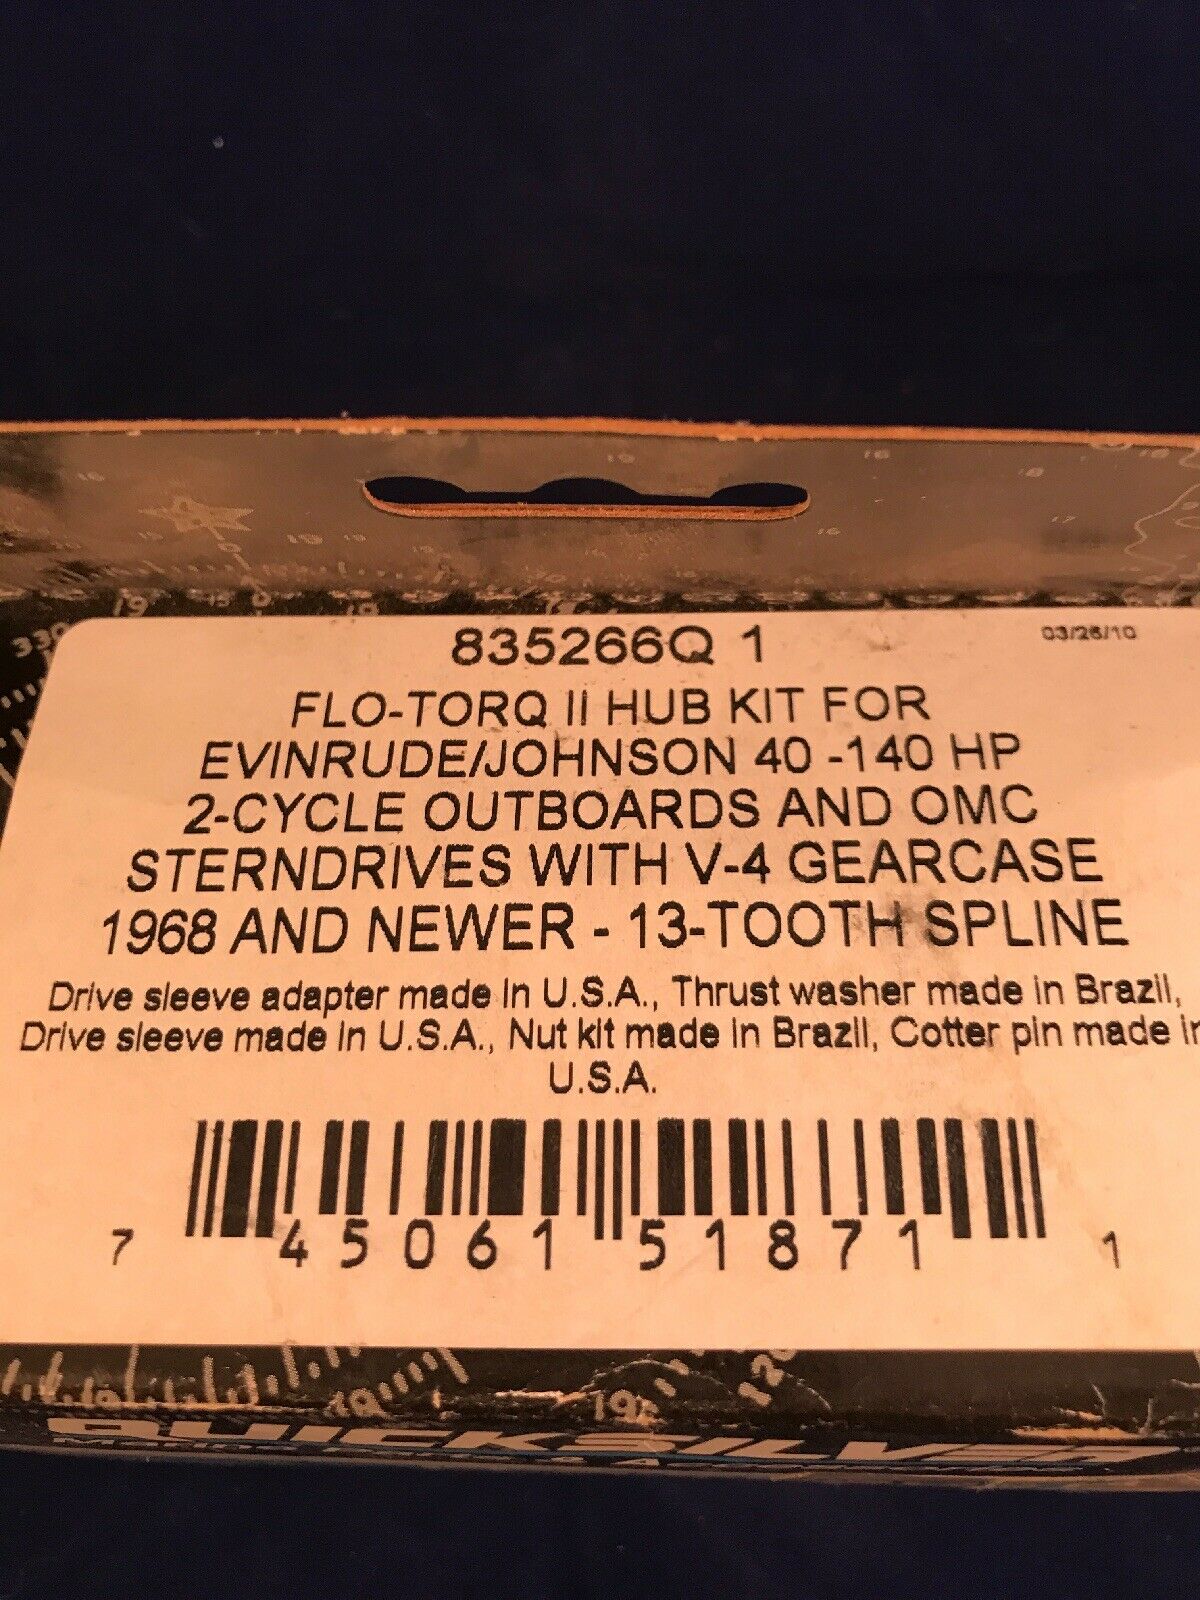 835266Q 1
03/26/10
FLO-TORQ II HUB KIT FOR
EVINRUDE/JOHNSON 40 -140 HP
2-CYCLE OUTBOARDS AND OMC
STERNDRIVES WITH V-4 GEARCASE
1968 AND NEWER - 13-TOOTH SPLINE
Drive sleeve adapter made in U.S.A., Thrust washer made in Brazil,
Drive sleeve made in U.S.A., Nut kit made in Brazil, Cotter pin made in
U.S.A.
7 45061 51871 1
QUICKSILVER